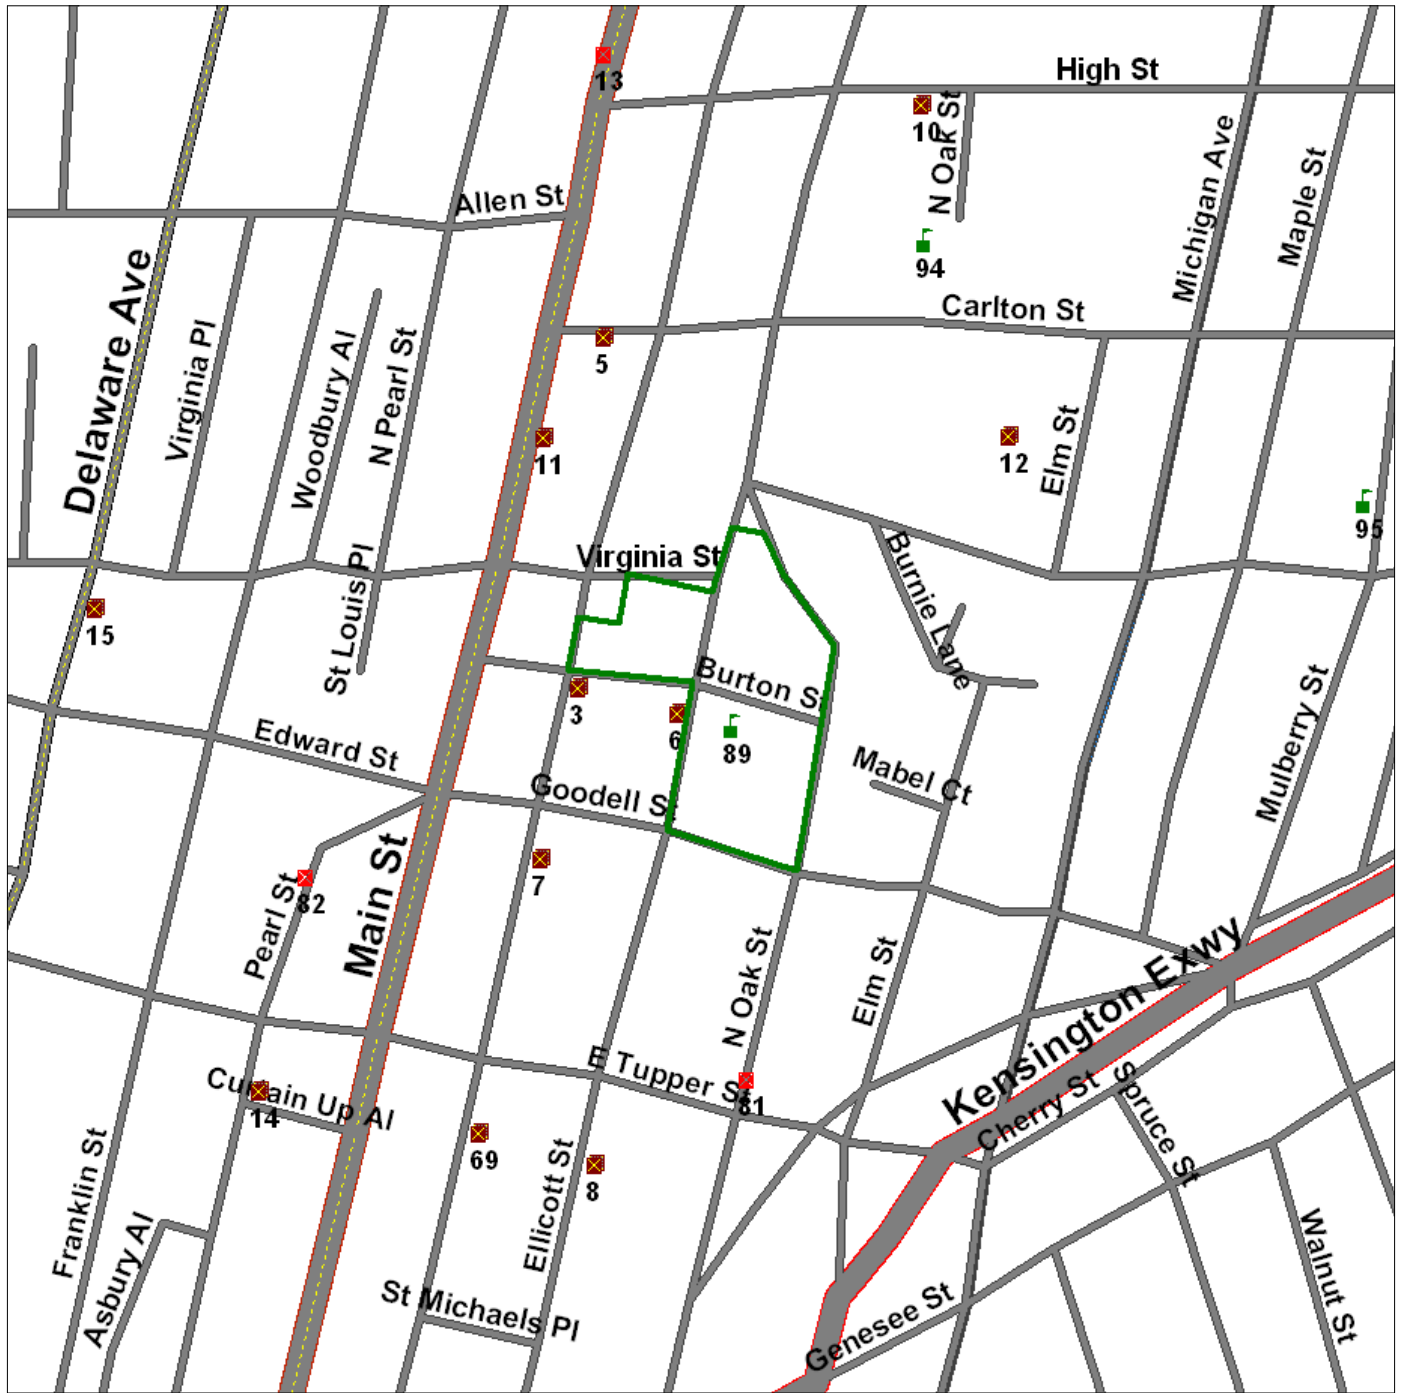 High St
13
10
N Oak St
Allen St
Michigan Ave
Maple St
94
Delaware Ave
Carlton St
Virginia Pl
Woodbury Al
N Pearl St
5
11
12
Elm St
95
Virginia St
Burnie Lane
15
St Louis Pl
Burton St
3
6
89
Mulberry St
Edward St
Goodell St
Mabel Ct
7
Main St
Pearl St
82
N Oak St
Elm St
Kensington Exwy
E Tupper St
81
Cherry St
Spruce St
Curtain Up Al
14
69
8
Franklin St
Ellicott St
Asbury Al
Walnut St
St Michaels Pl
Genesee St